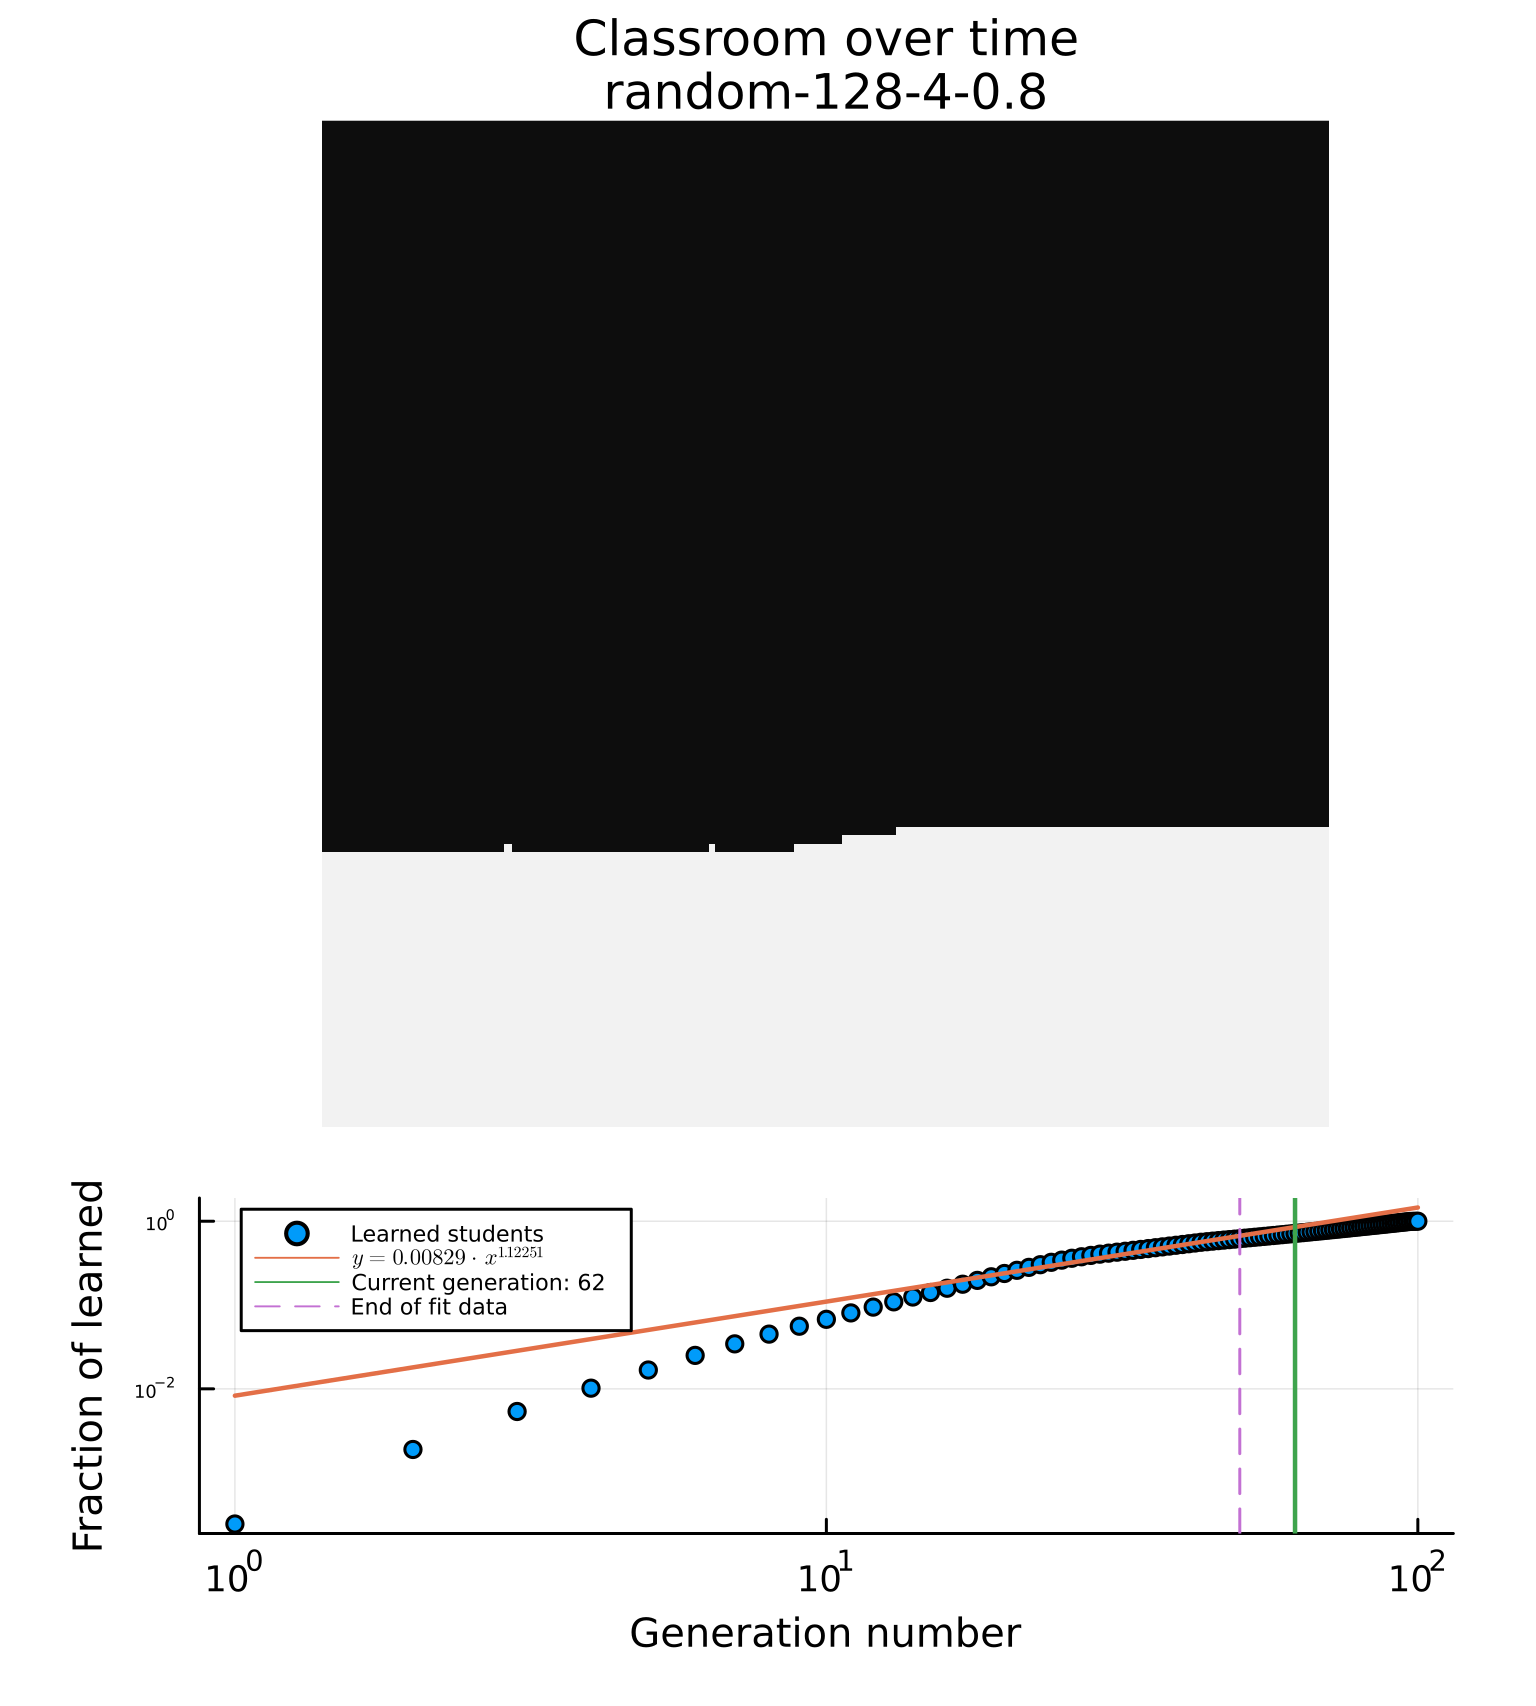 Classroom over time
random-128-4-0.8
Fraction of learned
10^0
10^−2
Learned students
y = 0.00829 · x^1.12251
Current generation: 62
End of fit data
10^0
10^1
10^2
Generation number